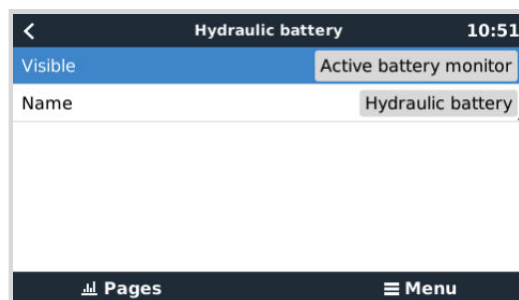 Hydraulic battery 10:51
Visible Active battery monitor
Name Hydraulic battery
Pages Menu